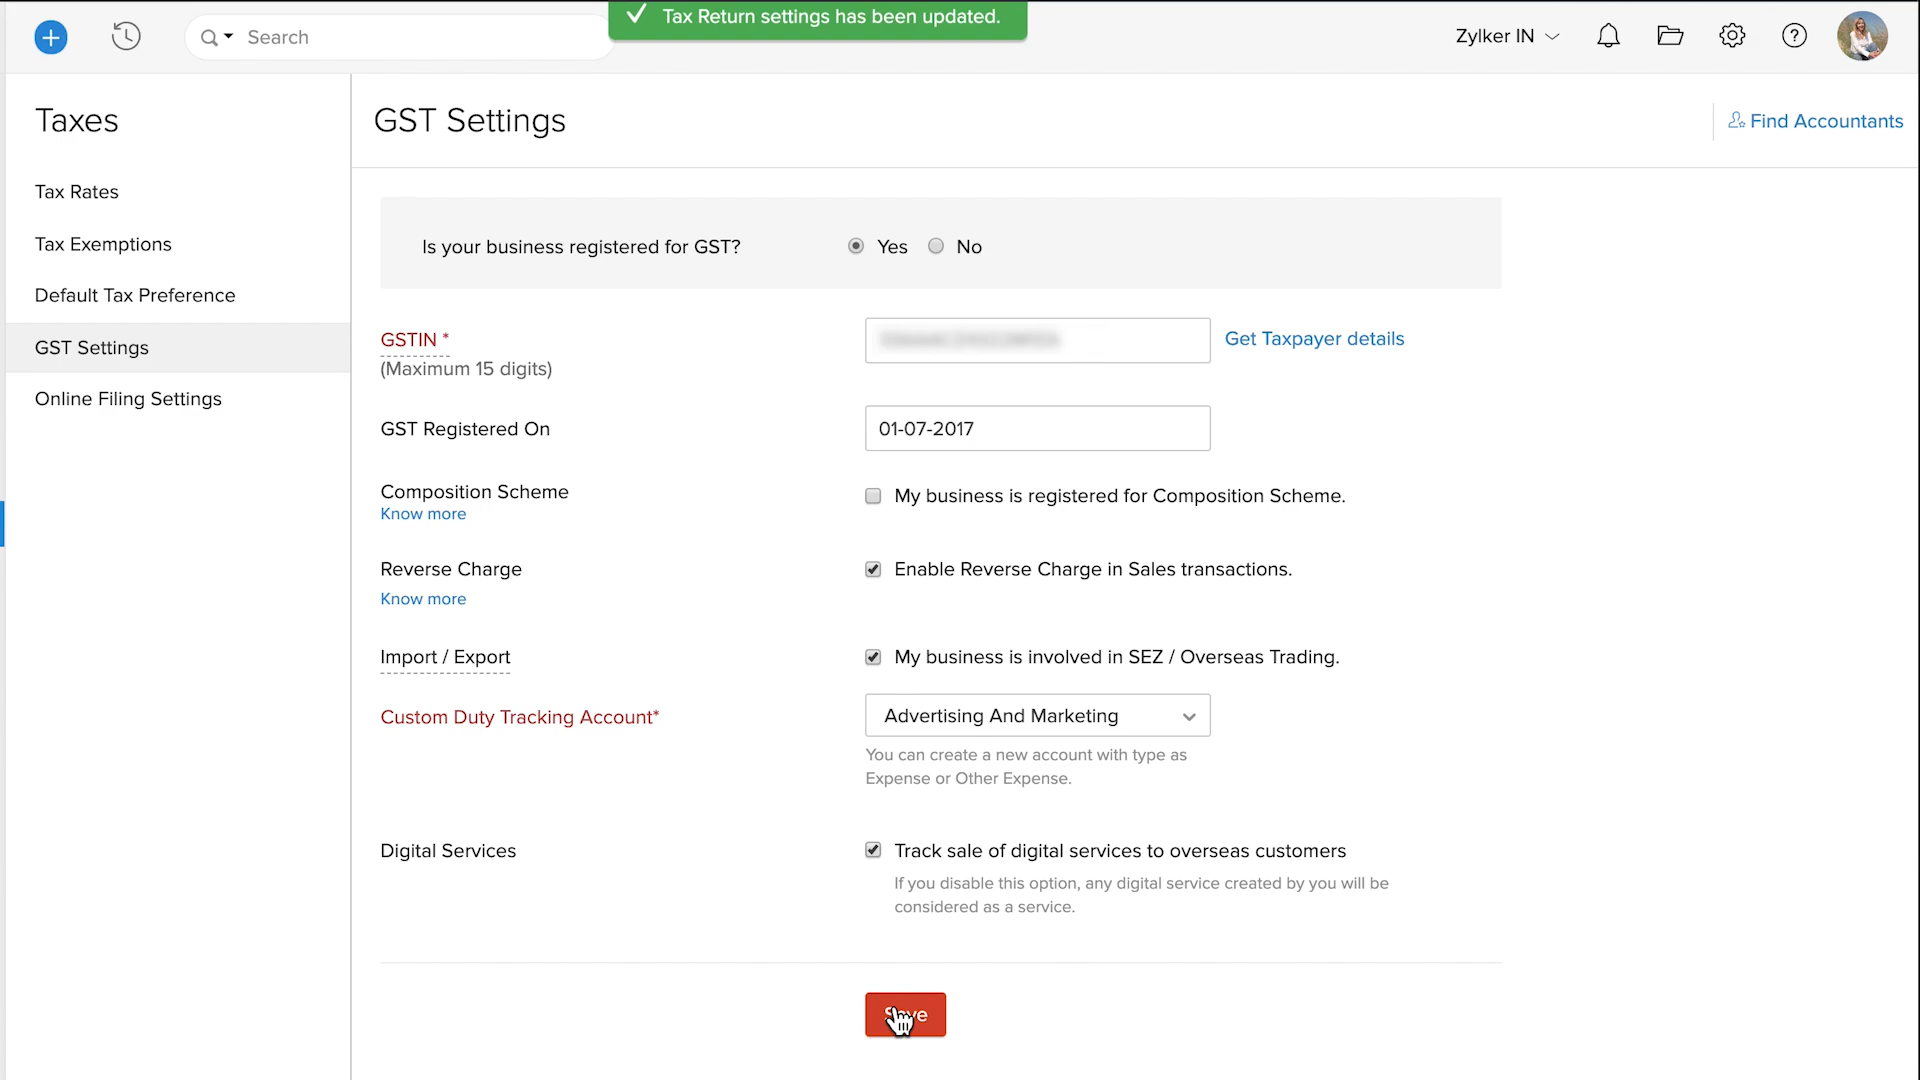 Tax Return settings has been updated.
Search
Zylker IN
Taxes
GST Settings
Find Accountants
Tax Rates
Tax Exemptions
Default Tax Preference
GST Settings
Online Filing Settings
Is your business registered for GST?
Yes
No
GSTIN *
(Maximum 15 digits)
Get Taxpayer details
GST Registered On
01-07-2017
Composition Scheme
Know more
My business is registered for Composition Scheme.
Reverse Charge
Know more
Enable Reverse Charge in Sales transactions.
Import / Export
My business is involved in SEZ / Overseas Trading.
Custom Duty Tracking Account*
Advertising And Marketing
You can create a new account with type as
Expense or Other Expense.
Digital Services
Track sale of digital services to overseas customers
If you disable this option, any digital service created by you will be
considered as a service.
Save